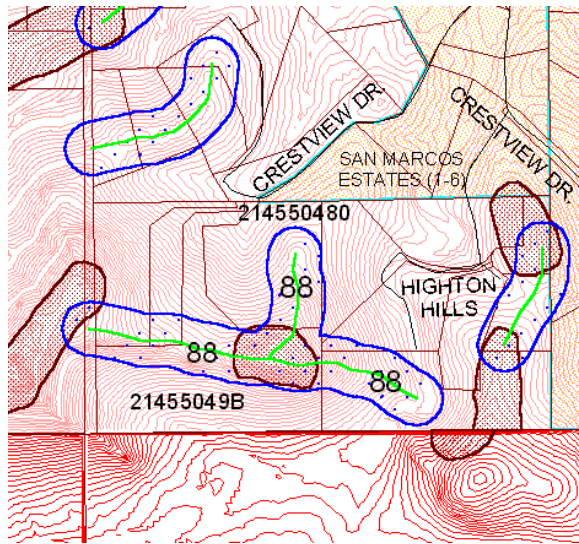 CRESTVIEW DR.
CRESTVIEW DR.
SAN MARCOS
ESTATES (1-6)
214550480
88
HIGHTON
HILLS
88
88
21455049B